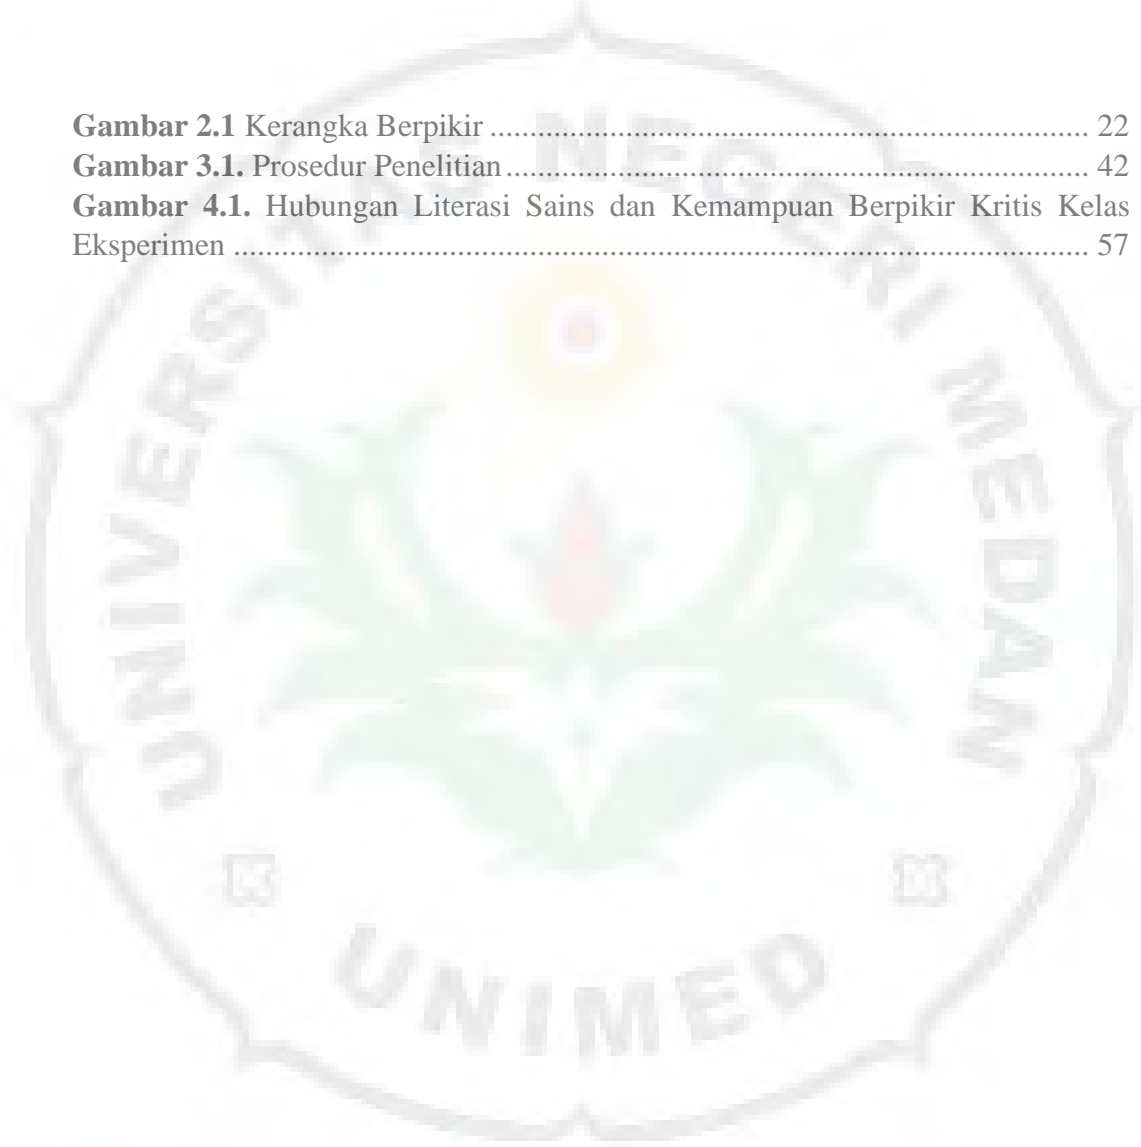 Gambar 2.1 Kerangka Berpikir ........................................................................... 22
Gambar 3.1. Prosedur Penelitian ......................................................................... 42
Gambar 4.1. Hubungan Literasi Sains dan Kemampuan Berpikir Kritis Kelas
Eksperimen ........................................................................................................... 57
UNIVERSITAS NEGERI MEDAN
UNIMED